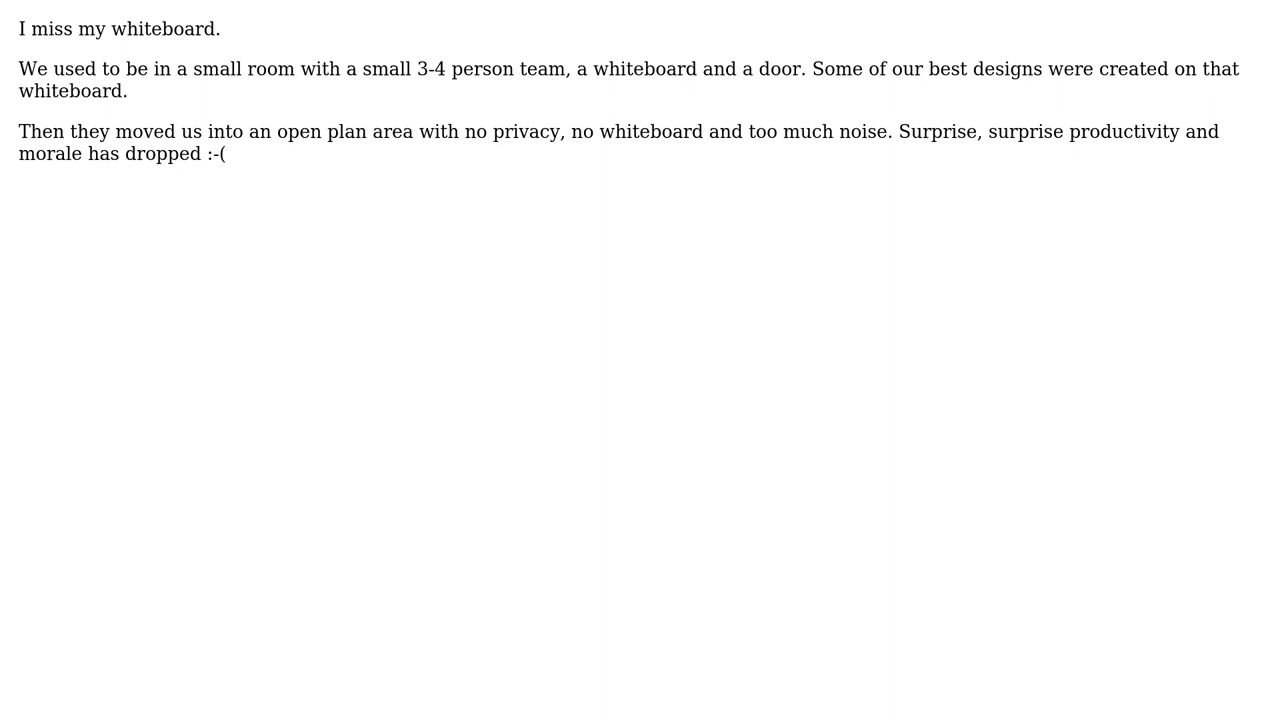 I miss my whiteboard.
We used to be in a small room with a small 3-4 person team, a whiteboard and a door. Some of our best designs were created on that
whiteboard.
Then they moved us into an open plan area with no privacy, no whiteboard and too much noise. Surprise, surprise productivity and
morale has dropped :-(